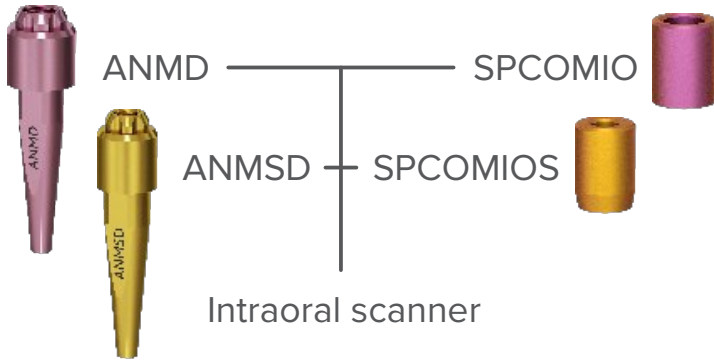 ANMD
SPCOMIO
ANMD
ANMSD
SPCOMIOS
ANMSD
Intraoral scanner